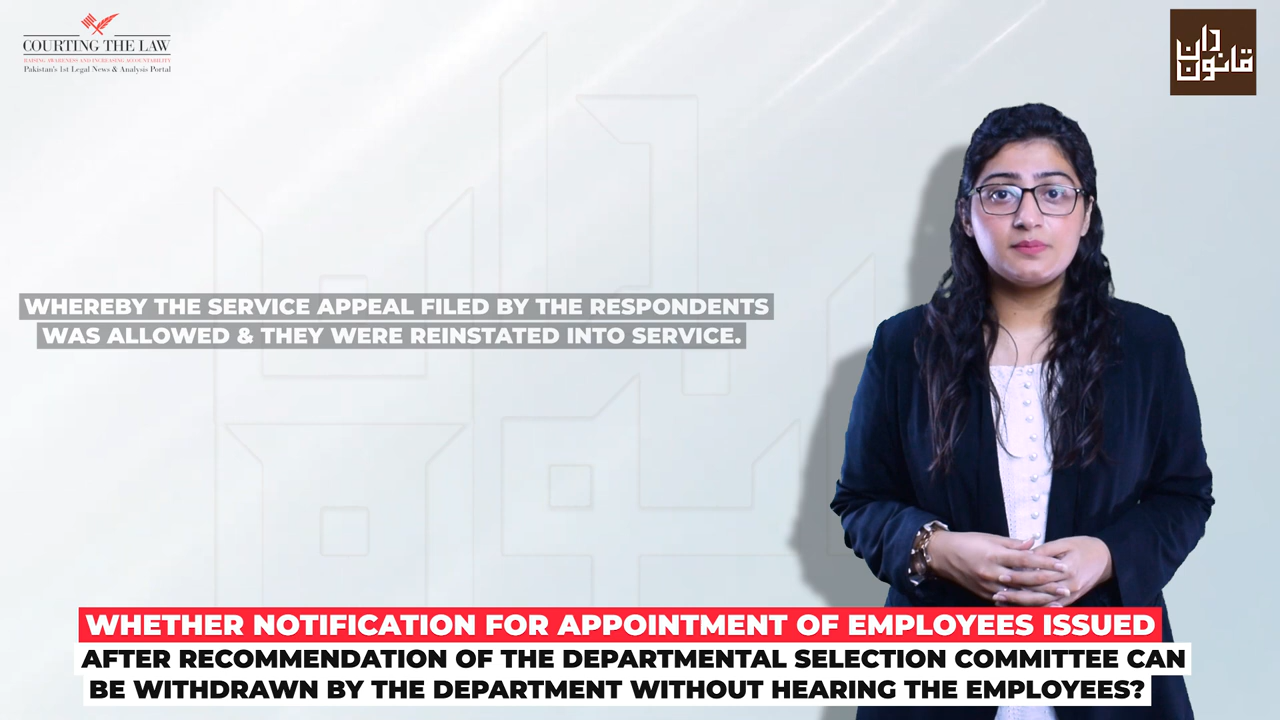 COURTING THE LAW
RAISING AWARENESS AND INCREASING ACCOUNTABILITY
Pakistan's 1st Legal News & Analysis Portal
قانون دان
WHEREBY THE SERVICE APPEAL FILED BY THE RESPONDENTS
WAS ALLOWED & THEY WERE REINSTATED INTO SERVICE.
WHETHER NOTIFICATION FOR APPOINTMENT OF EMPLOYEES ISSUED
AFTER RECOMMENDATION OF THE DEPARTMENTAL SELECTION COMMITTEE CAN
BE WITHDRAWN BY THE DEPARTMENT WITHOUT HEARING THE EMPLOYEES?